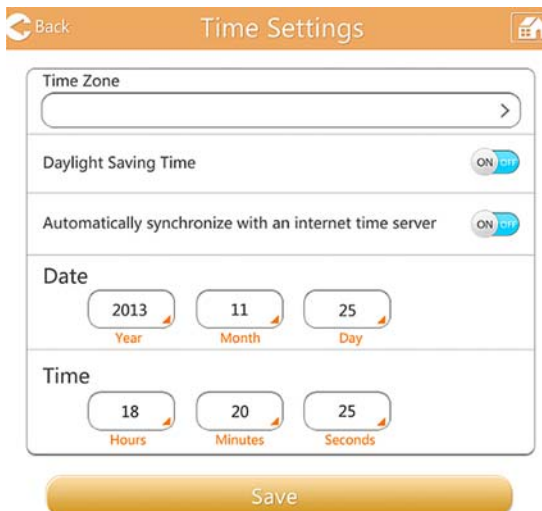 Back
Time Settings
Time Zone
Daylight Saving Time
ON OFF
Automatically synchronize with an internet time server
ON OFF
Date
2013 11 25
Year Month Day
Time
18 20 25
Hours Minutes Seconds
Save